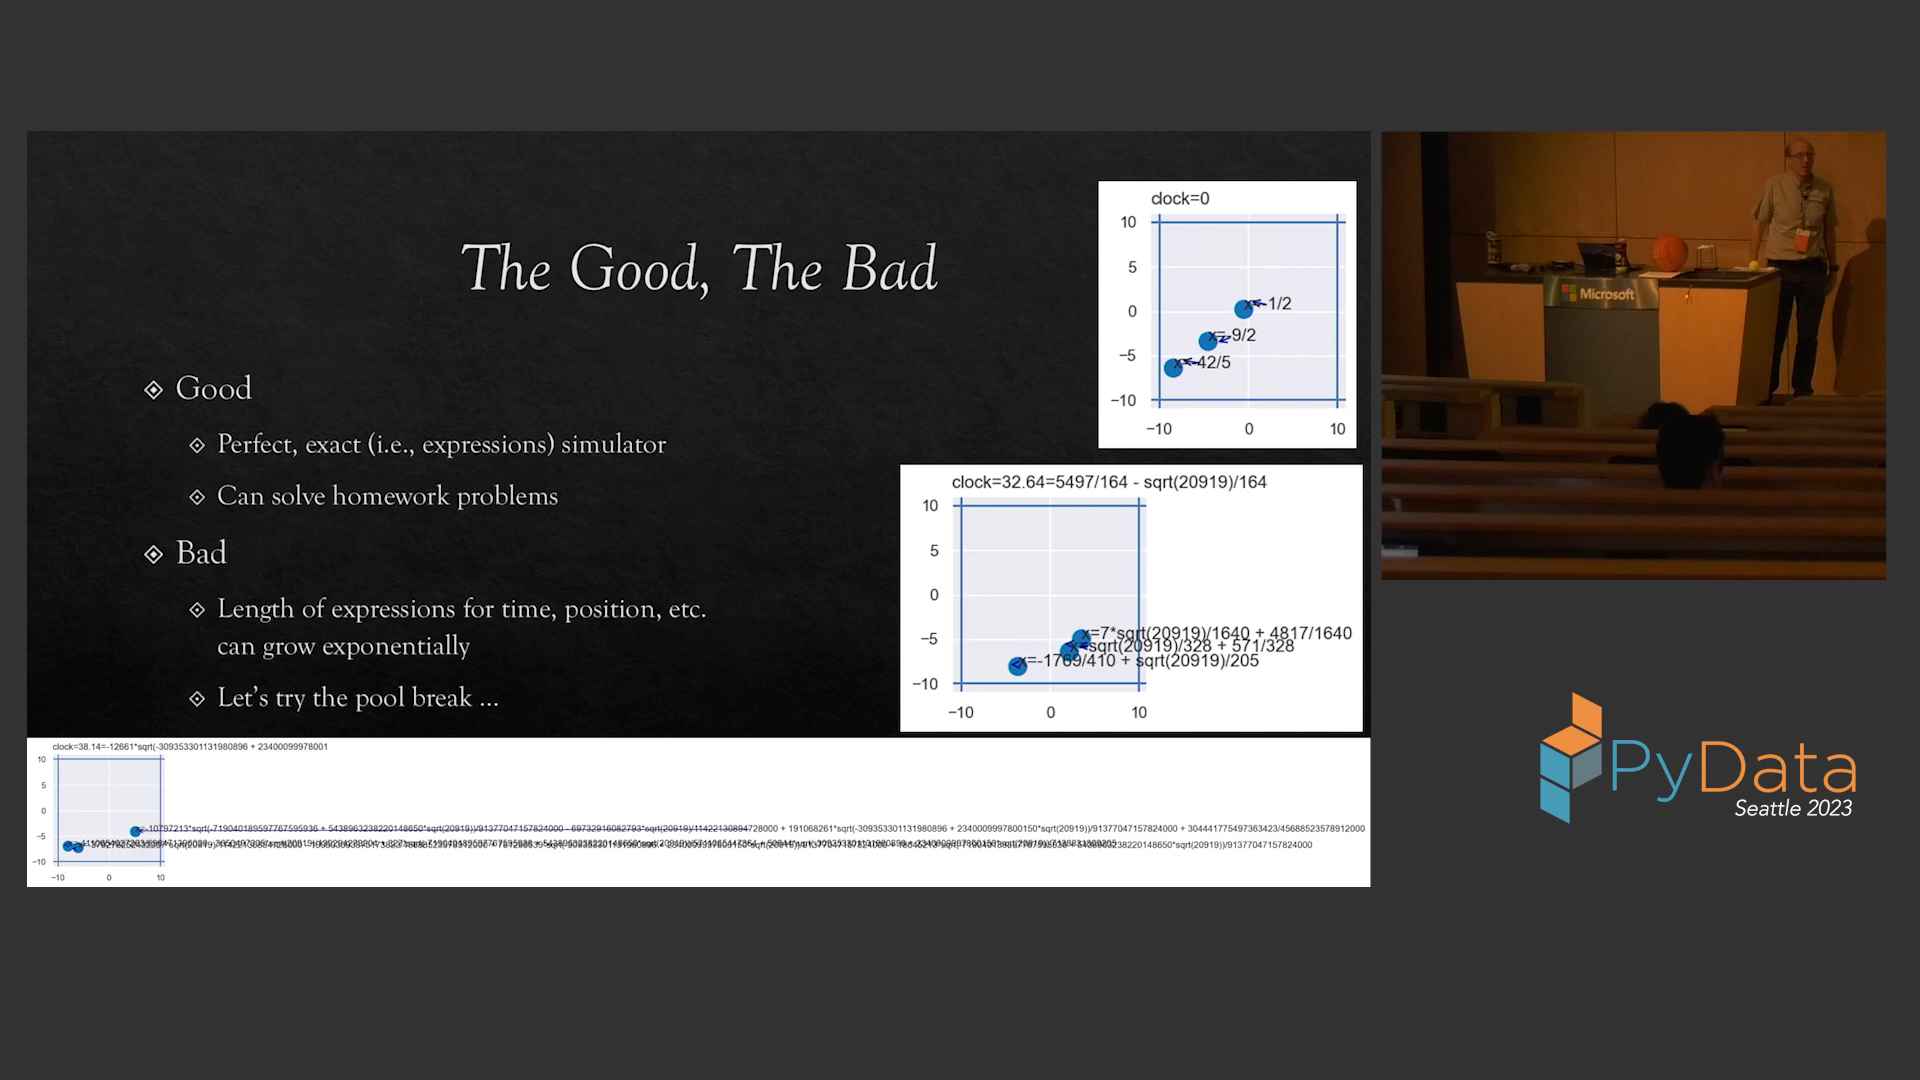 The Good, The Bad
Good
Perfect, exact (i.e., expressions) simulator
Can solve homework problems
Bad
Length of expressions for time, position, etc.
can grow exponentially
Let's try the pool break ...
clock=0
10
5
0
−5
−10
−10 0 10
x=-1/2
x=-9/2
x=-42/5
clock=32.64=5497/164 - sqrt(20919)/164
10
5
0
−5
−10
−10 0 10
x=7*sqrt(20919)/1640 + 4817/1640
x=sqrt(20919)/328 + 571/328
x=-1769/410 + sqrt(20919)/205
clock=38.14=-12661*sqrt(-309353301131980896 + 23400099978001
10
5
0
−5
−10
−10 0 10
Microsoft
PyData
Seattle 2023